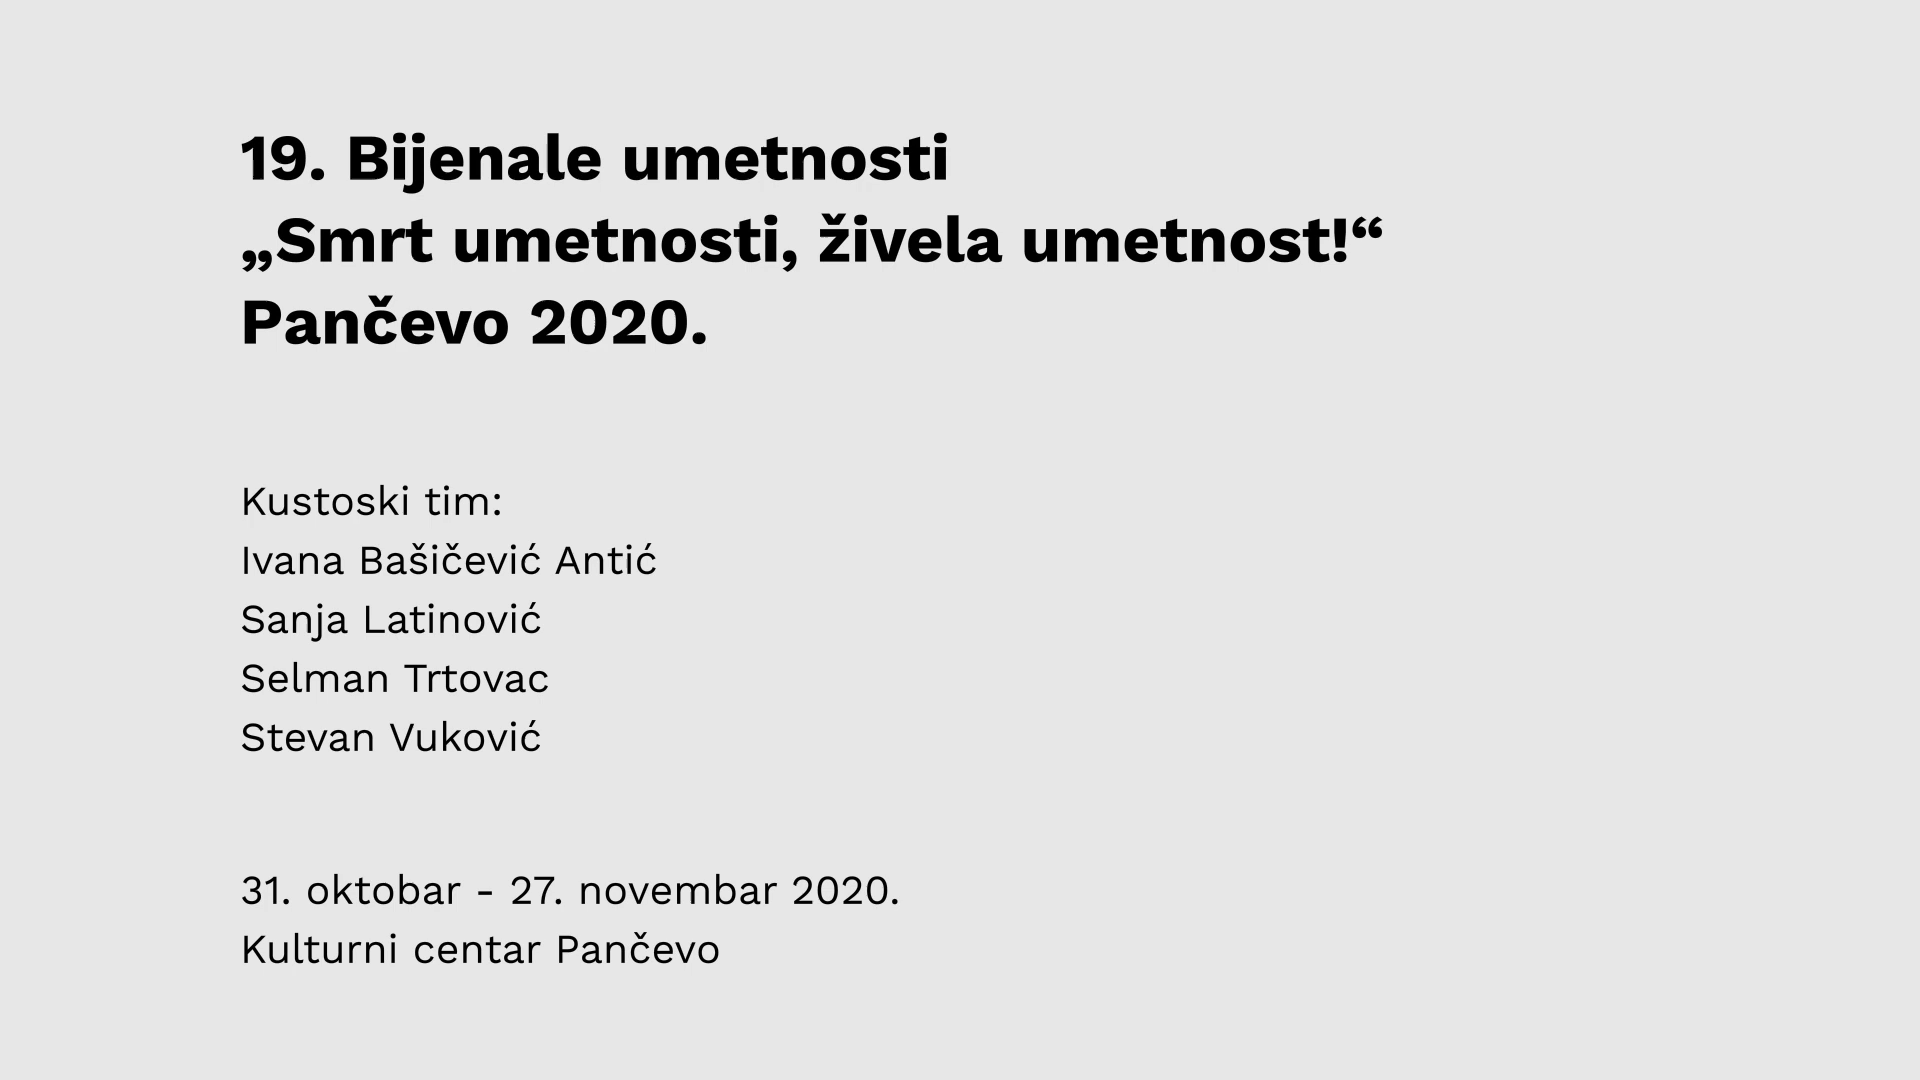 19. Bijenale umetnosti
„Smrt umetnosti, živela umetnost!“
Pančevo 2020.
Kustoski tim:
Ivana Bašičević Antić
Sanja Latinović
Selman Trtovac
Stevan Vuković
31. oktobar - 27. novembar 2020.
Kulturni centar Pančevo